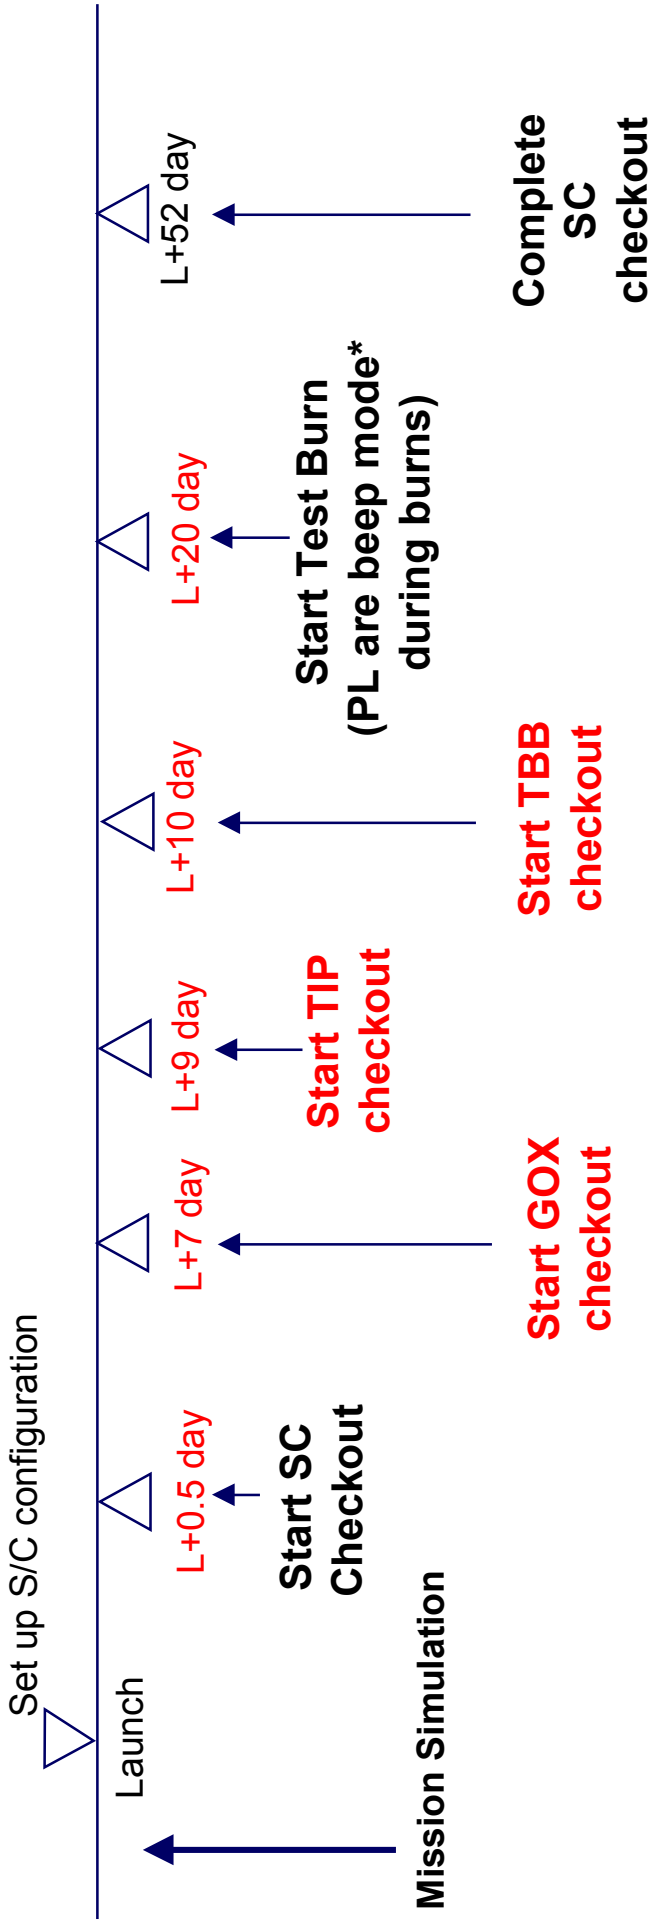 Set up S/C configuration
Launch
L+0.5 day
L+7 day
L+9 day
L+10 day
L+20 day
L+52 day
Mission Simulation
Start SC
Checkout
Start GOX
checkout
Start TIP
checkout
Start TBB
checkout
Start Test Burn
(PL are beep mode*
during burns)
Complete
SC
checkout